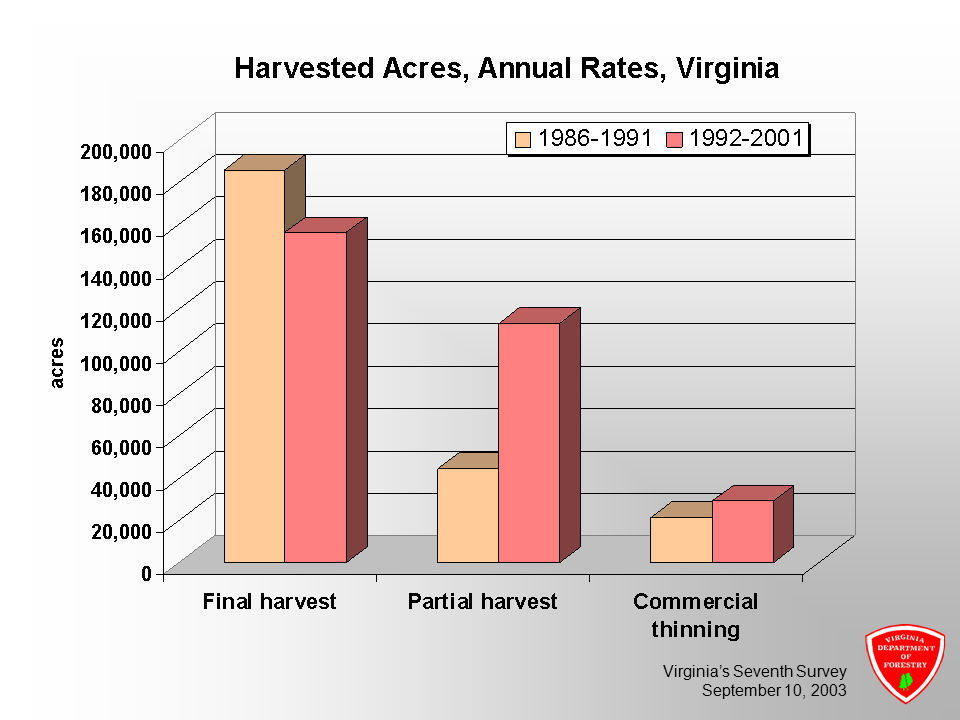 Harvested Acres, Annual Rates, Virginia
1986-1991 1992-2001
200,000
180,000
160,000
140,000
120,000
100,000
80,000
60,000
40,000
20,000
0
acres
Final harvest Partial harvest Commercial
thinning
Virginia's Seventh Survey
September 10, 2003
VIRGINIA
DEPARTMENT
OF
FORESTRY